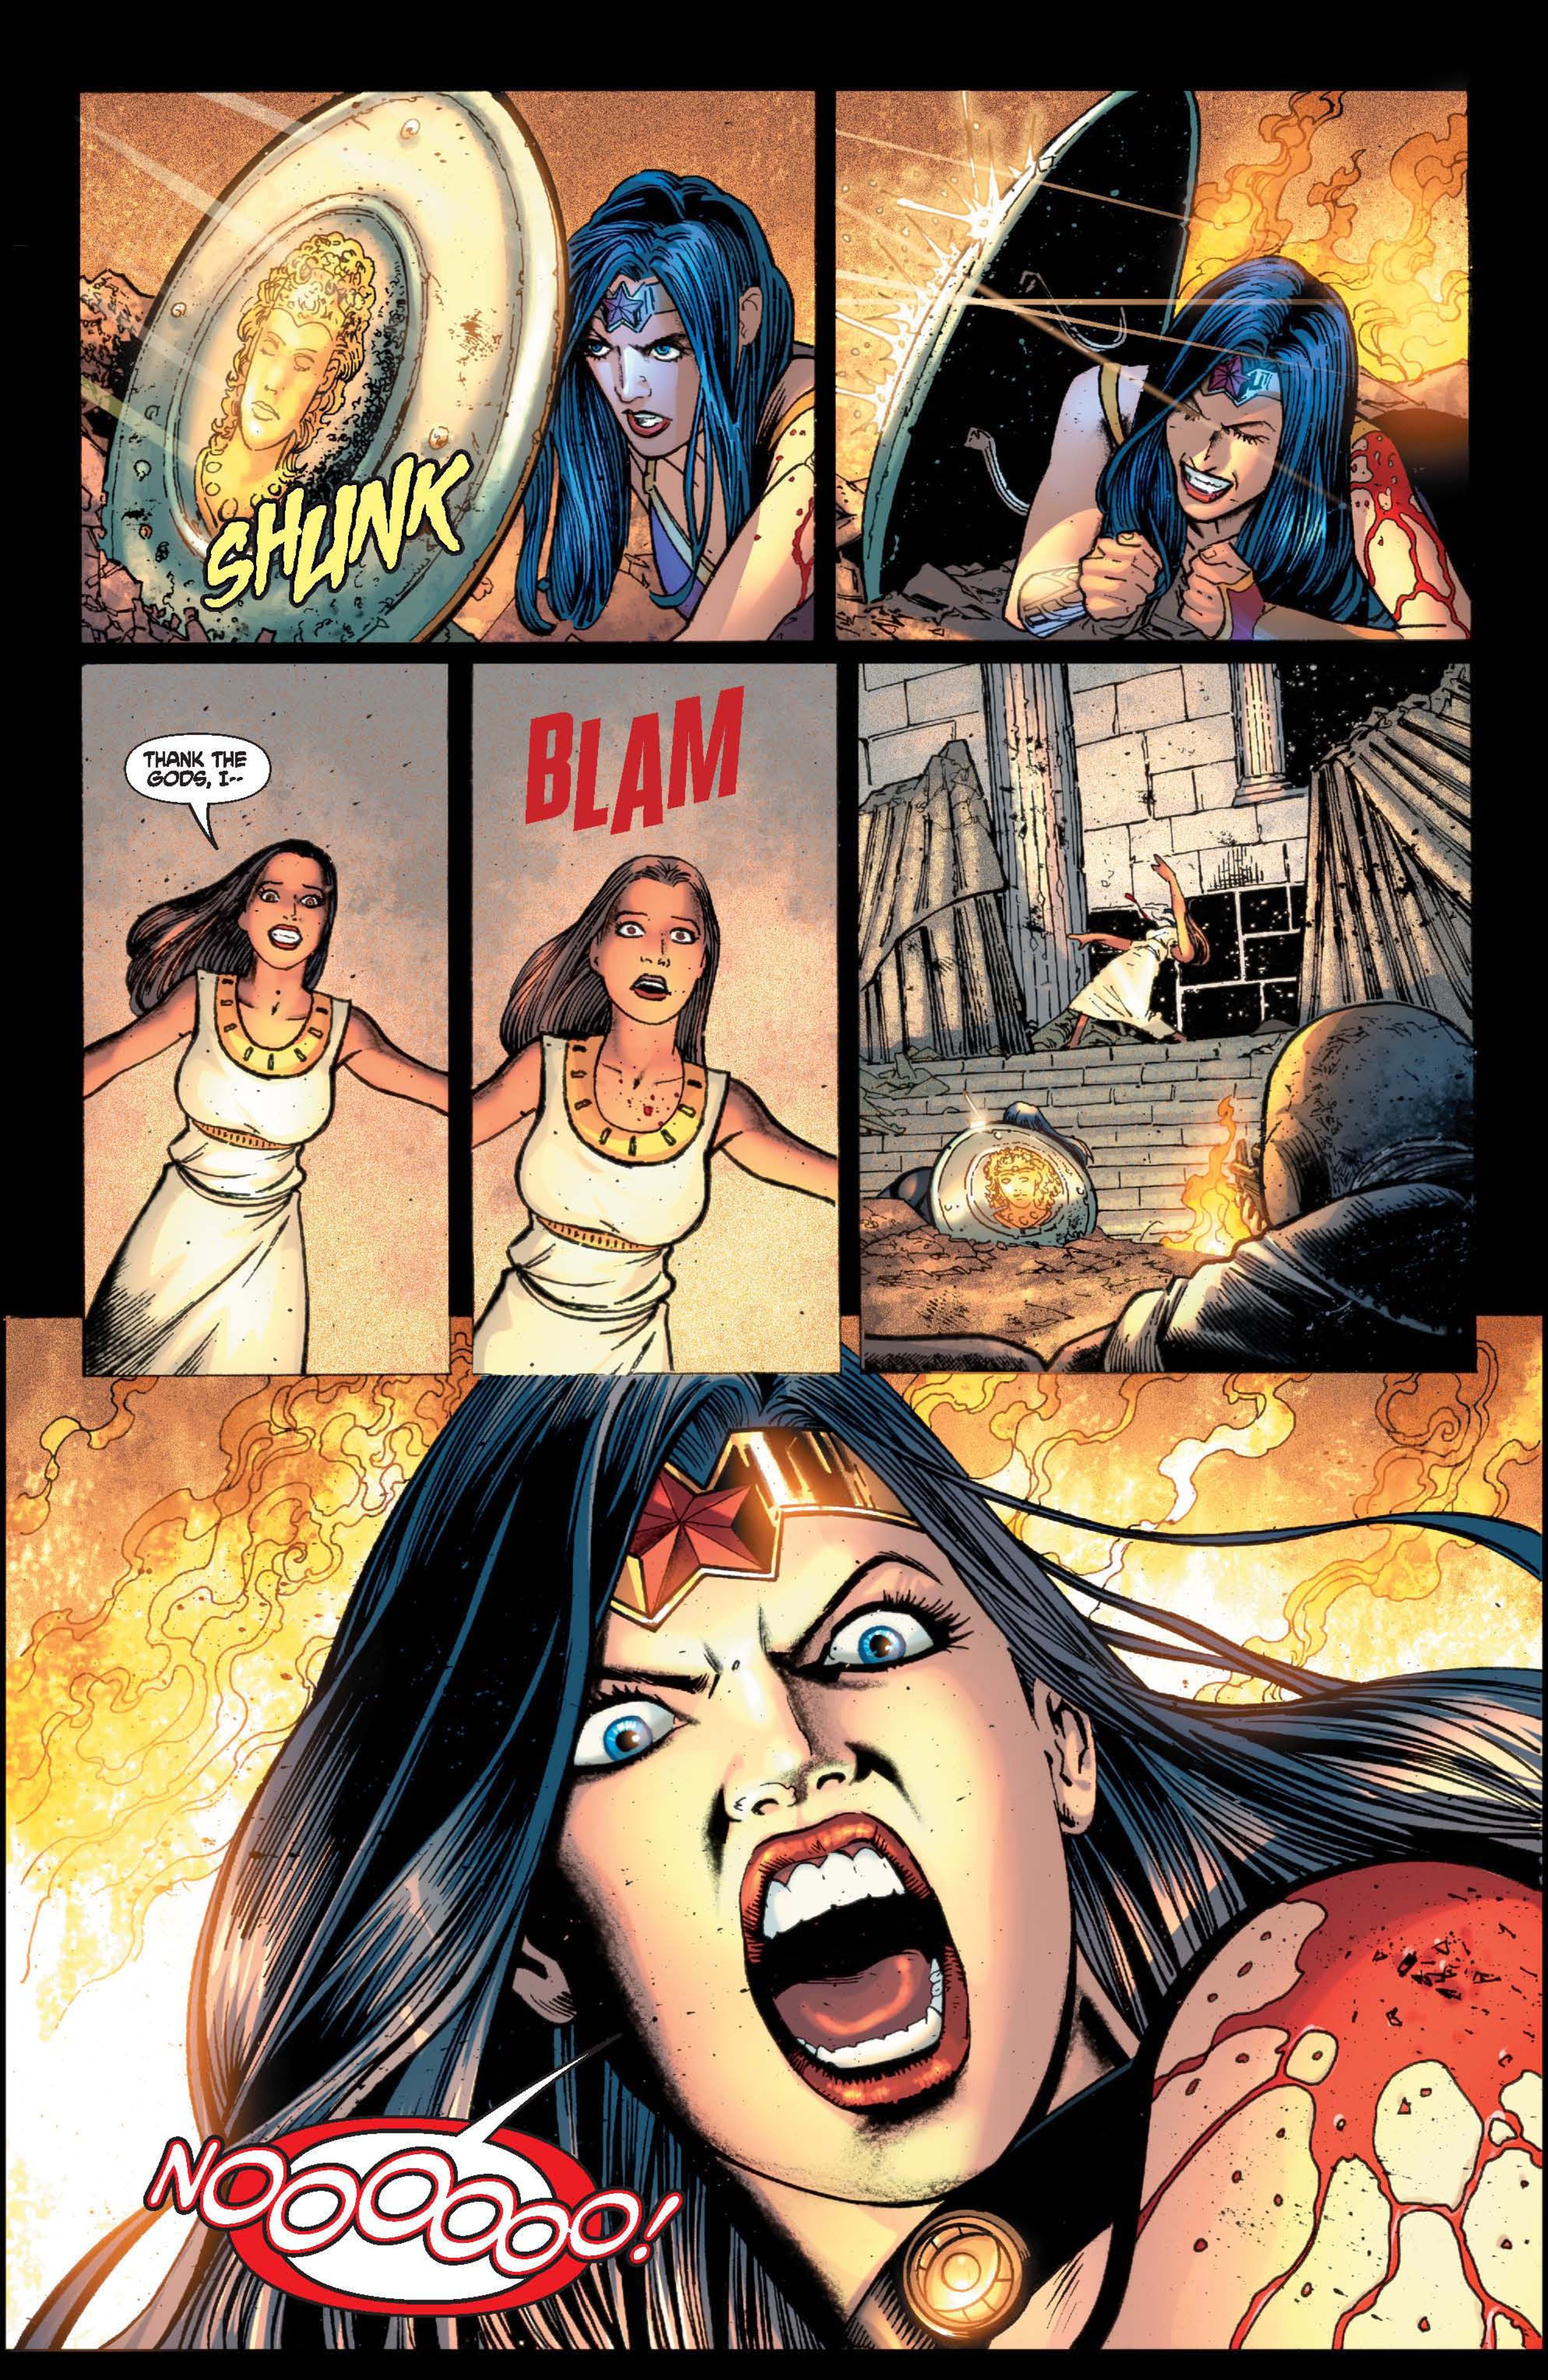 SHUNK
THANK THE
GODS, I--
BLAM
NOOOOOOO!